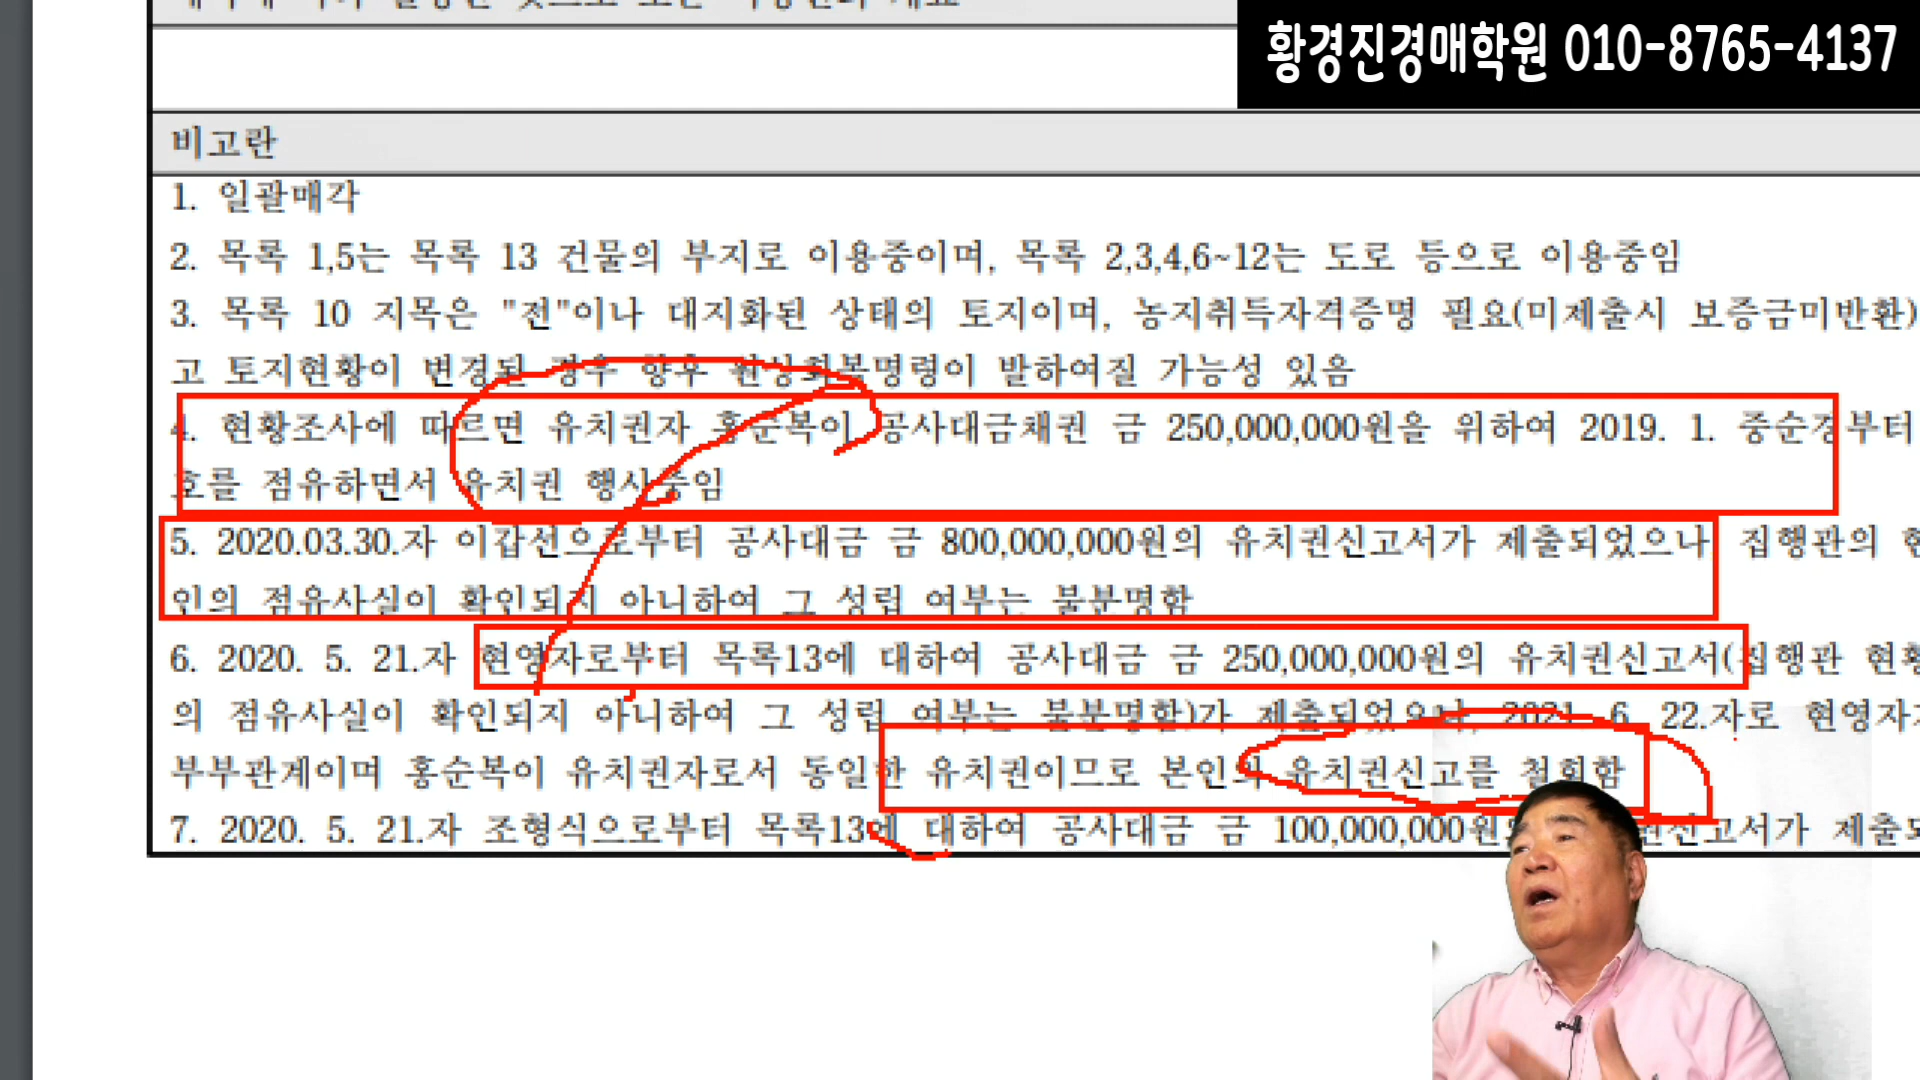 황경진경매학원 010-8765-4137
비고란
1. 일괄매각
2. 목록 1,5는 목록 13 건물의 부지로 이용중이며, 목록 2,3,4,6~12는 도로 등으로 이용중임
3. 목록 10 지목은 "전"이나 대지화된 상태의 토지이며, 농지취득자격증명 필요(미제출시 보증금미반환)
고 토지현황이 변경된 경우 향후 원상회복명령이 발하여질 가능성 있음
4. 현황조사에 따르면 유치권자 홍순복이 공사대금채권 금 250,000,000원을 위하여 2019. 1. 중순경부터
호를 점유하면서 유치권 행사중임
5. 2020.03.30.자 이갑선으로부터 공사대금 금 800,000,000원의 유치권신고서가 제출되었으나 집행관의 현
인의 점유사실이 확인되지 아니하여 그 성립 여부는 불분명함
6. 2020. 5. 21.자 현영자로부터 목록13에 대하여 공사대금 금 250,000,000원의 유치권신고서(집행관 현황
의 점유사실이 확인되지 아니하여 그 성립 여부는 불분명함)가 제출되었으나, 2021. 6. 22.자로 현영자가
부부관계이며 홍순복이 유치권자로서 동일한 유치권이므로 본인의 유치권신고를 철회함
7. 2020. 5. 21.자 조형식으로부터 목록13에 대하여 공사대금 금 100,000,000원 권신고서가 제출되